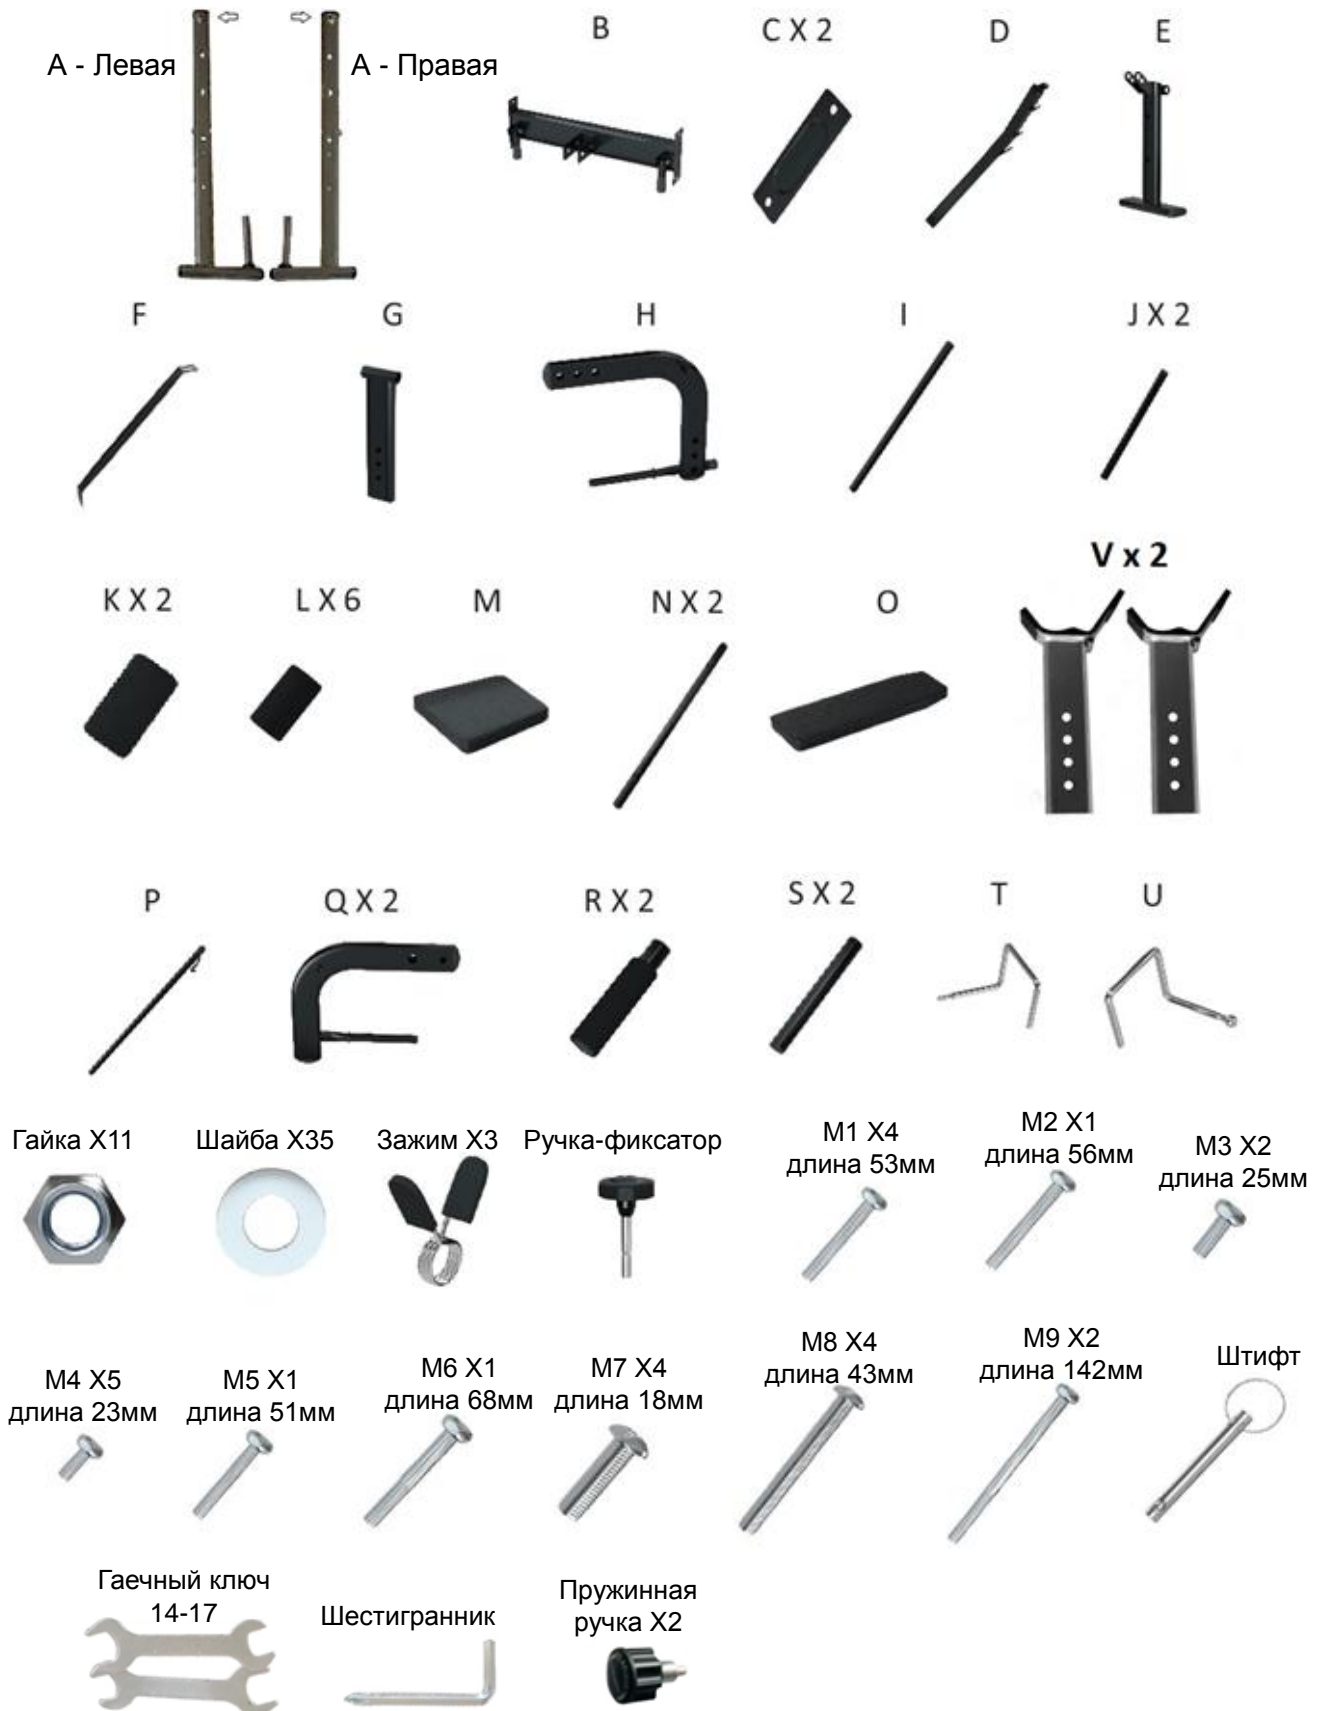 А - Левая
А - Правая
B
C X 2
D
E
F
G
H
I
J X 2
K X 2
L X 6
M
N X 2
O
V x 2
P
Q X 2
R X 2
S X 2
T
U
Гайка X11
Шайба X35
Зажим X3
Ручка-фиксатор
M1 X4
длина 53мм
M2 X1
длина 56мм
M3 X2
длина 25мм
M4 X5
длина 23мм
M5 X1
длина 51мм
M6 X1
длина 68мм
M7 X4
длина 18мм
M8 X4
длина 43мм
M9 X2
длина 142мм
Штифт
Гаечный ключ
14-17
Шестигранник
Пружинная
ручка X2